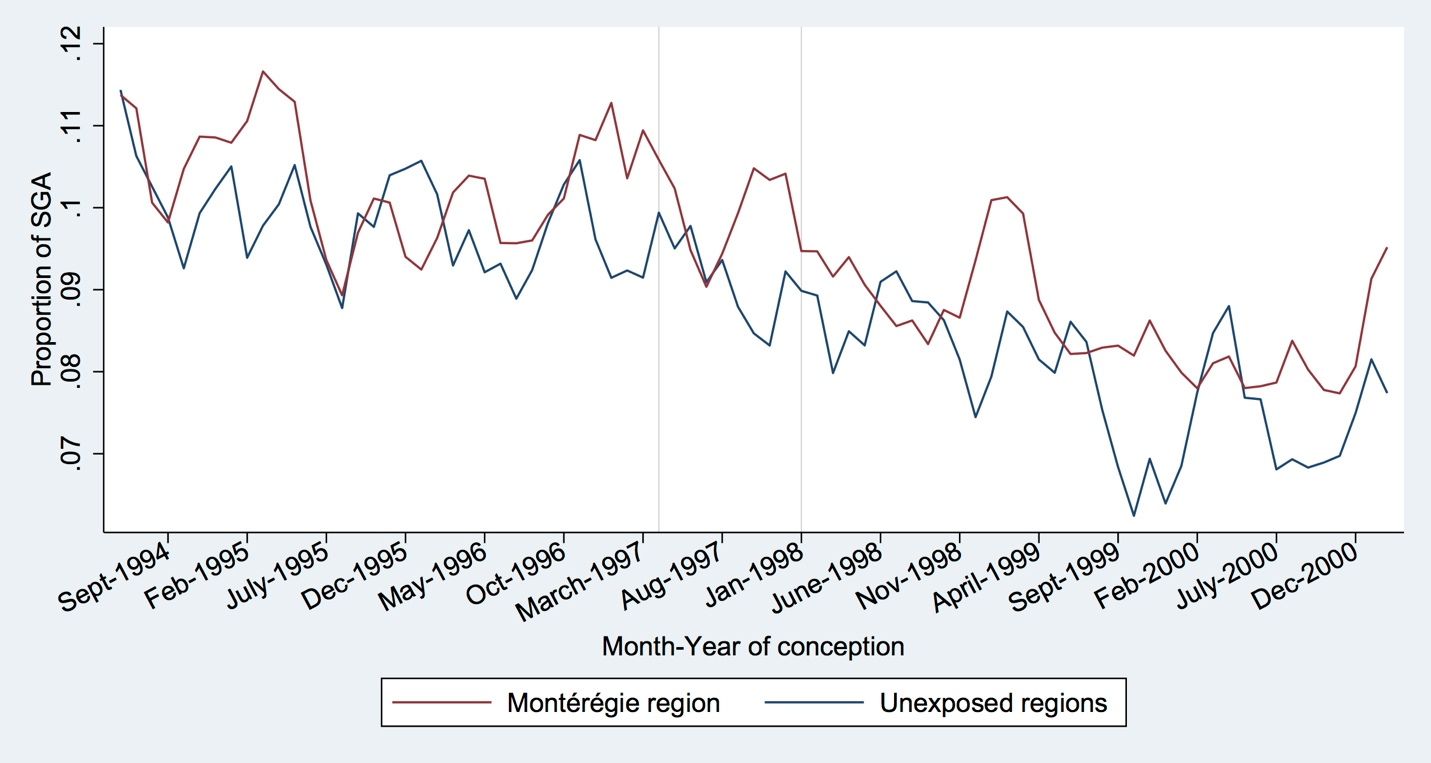 Proportion of SGA
.12
.11
.1
.09
.08
.07
Sept-1994
Feb-1995
July-1995
Dec-1995
May-1996
Oct-1996
March-1997
Aug-1997
Jan-1998
June-1998
Nov-1998
April-1999
Sept-1999
Feb-2000
July-2000
Dec-2000
Month-Year of conception
Montérégie region
Unexposed regions